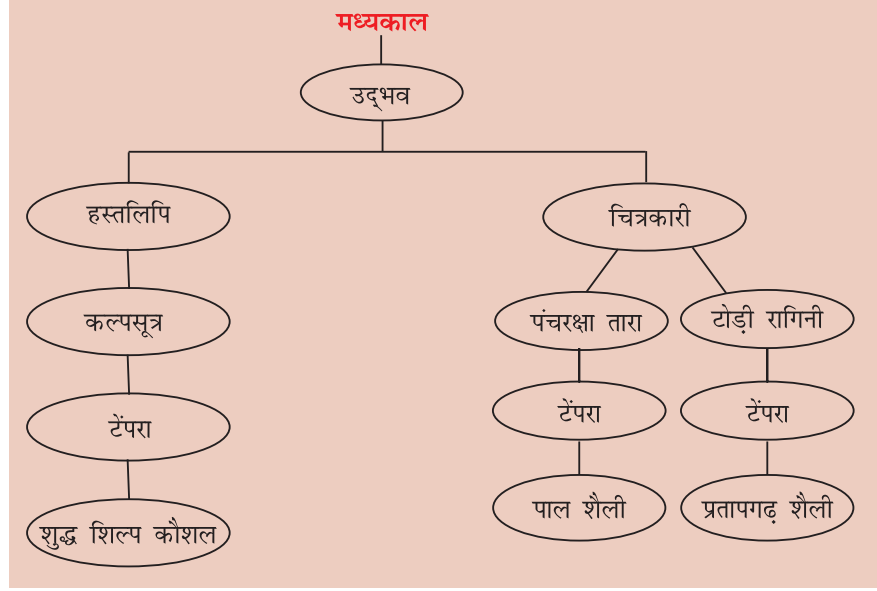 मध्यकाल
उद्‌भव
हस्तलिपि
चित्रकारी
कल्पसूत्र
पंचरक्षा तारा
टोड़ी रागिनी
टेंपरा
टेंपरा
टेंपरा
शुद्ध शिल्प कौशल
पाल शैली
प्रतापगढ़ शैली